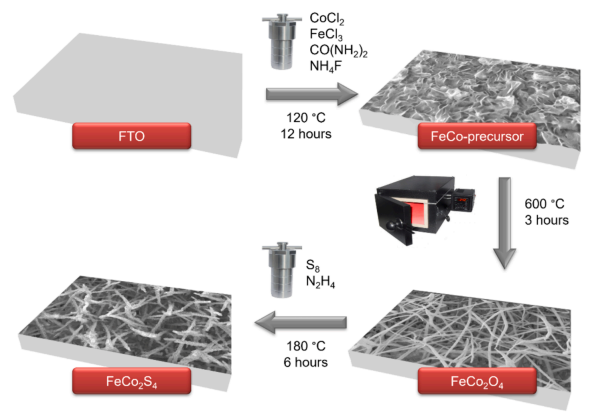 CoCl₂
FeCl₃
CO(NH₂)₂
NH₄F
120 °C
12 hours
FTO
FeCo-precursor
600 °C
3 hours
S₈
N₂H₄
180 °C
6 hours
FeCo₂S₄
FeCo₂O₄